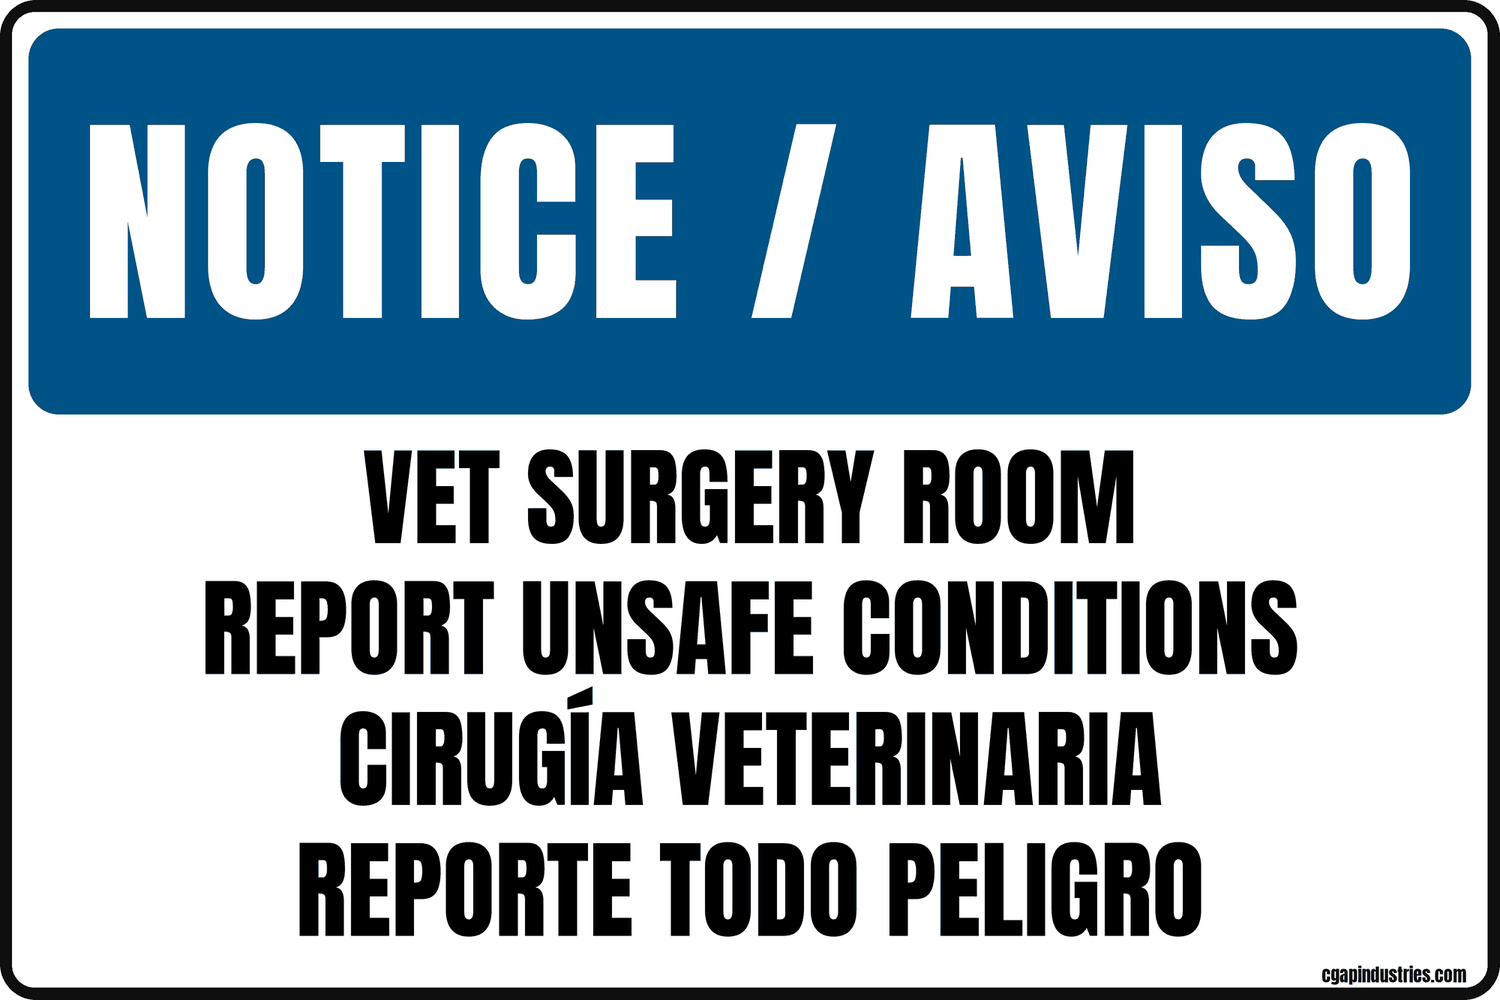 NOTICE / AVISO
VET SURGERY ROOM
REPORT UNSAFE CONDITIONS
CIRUGÍA VETERINARIA
REPORTE TODO PELIGRO
cgapindustries.com